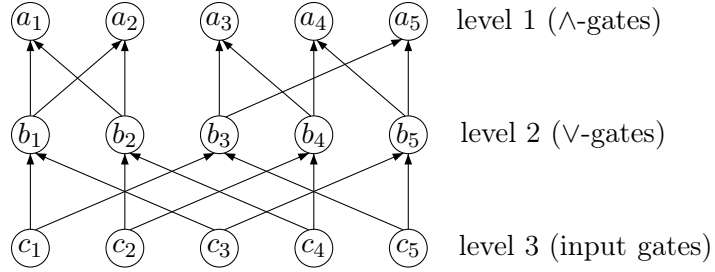 a₁ a₂ a₃ a₄ a₅ level 1 (∧-gates)
b₁ b₂ b₃ b₄ b₅ level 2 (∨-gates)
c₁ c₂ c₃ c₄ c₅ level 3 (input gates)